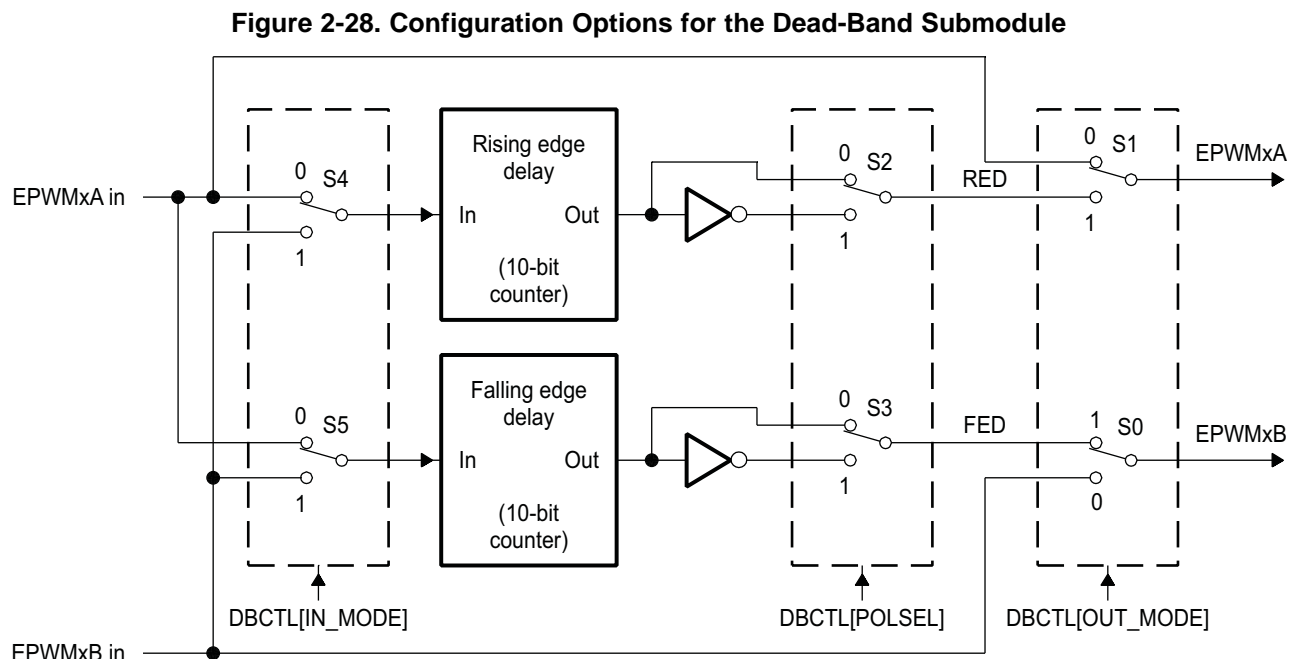 Figure 2-28. Configuration Options for the Dead-Band Submodule
EPWMxA in
0
S4
1
Rising edge
delay
In
Out
(10-bit
counter)
0
S2
1
RED
0
S1
1
EPWMxA
0
S5
1
Falling edge
delay
In
Out
(10-bit
counter)
0
S3
1
FED
1
S0
0
EPWMxB
DBCTL[IN_MODE]
DBCTL[POLSEL]
DBCTL[OUT_MODE]
EPWMxB in